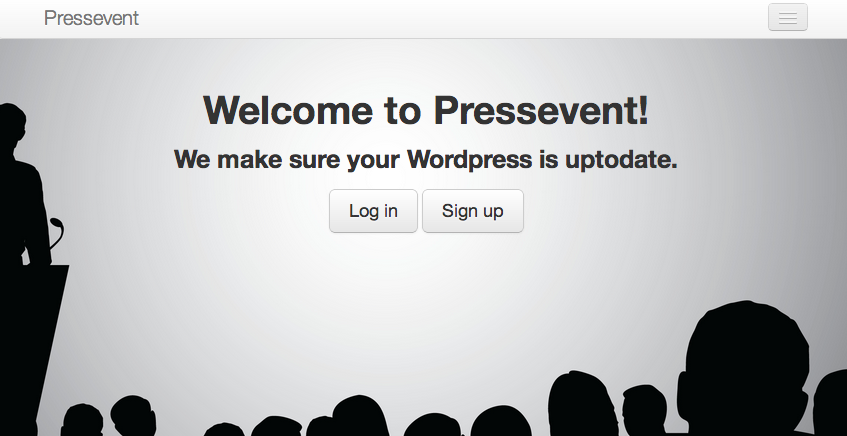 Pressevent
Welcome to Pressevent!
We make sure your Wordpress is uptodate.
Log in
Sign up